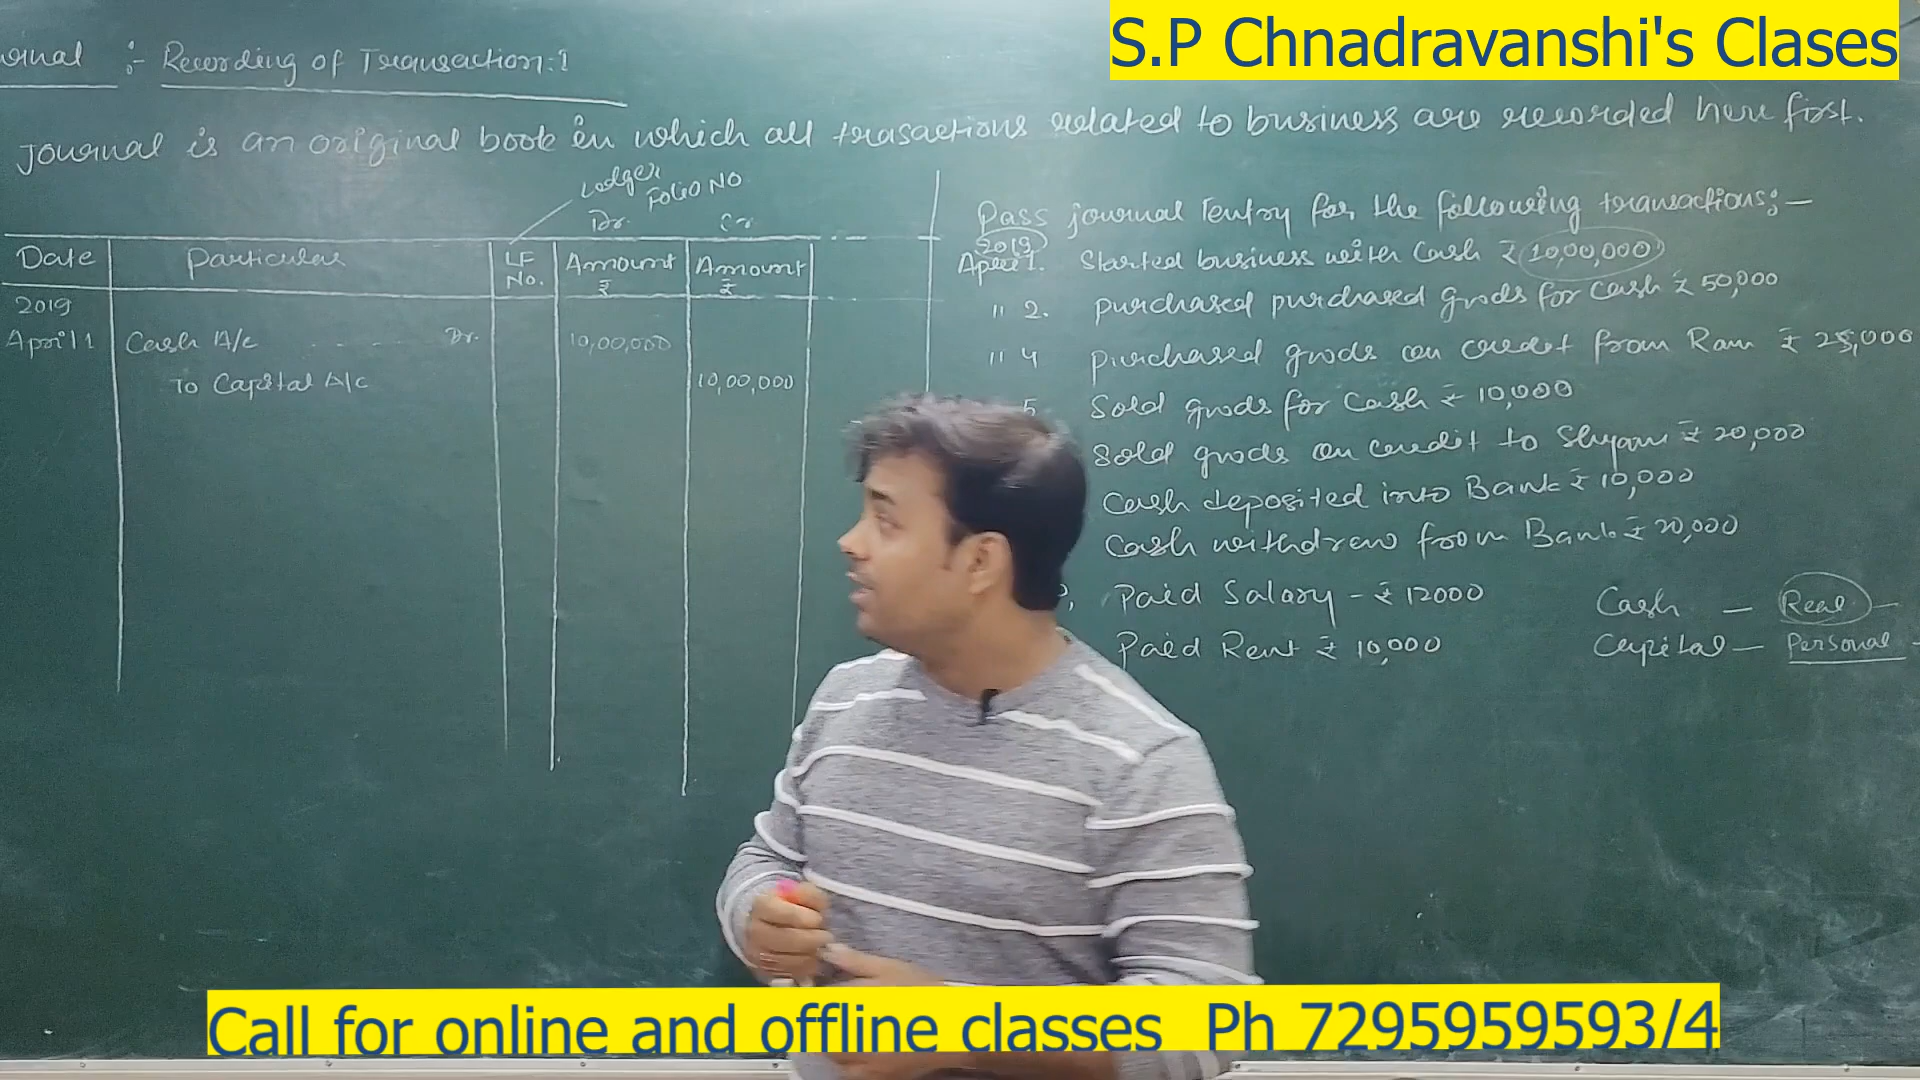 S.P Chnadravanshi's Clases
urnal :- Recording of Transaction:!
Journal is an original book in which all trasactions related to business are recorded here first.
Ledger
Folio No
Dr. Cr
Date Particular LF No. Amount ₹ Amount ₹
2019
April 1 Cash A/c .... Dr. 10,00,000
To Capital A/c 10,00,000
Pass journal Tentry for the following transactions;-
2019
April 1. Started business with Cash ₹ 10,00,000
" 2. purchased purchased goods for cash ₹ 50,000
" 4 purchased goods on credit from Ram ₹ 25,000
5 Sold goods for Cash ₹ 10,000
Sold goods on credit to Shyam ₹ 20,000
Cash deposited into Bank ₹ 10,000
Cash withdrew from Bank ₹ 20,000
Paid Salary - ₹ 12000
Paid Rent ₹ 10,000
Cash — Real —
Capital — Personal -
Call for online and offline classes Ph 7295959593/4